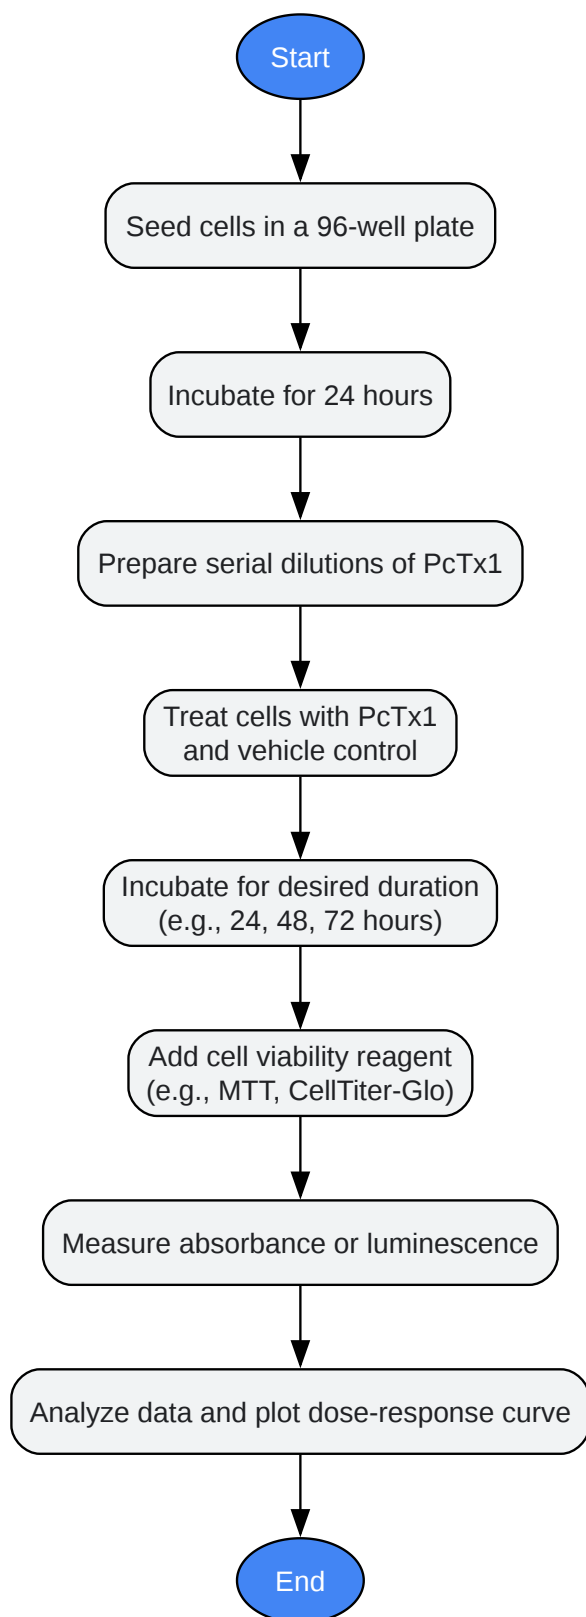 Start
Seed cells in a 96-well plate
Incubate for 24 hours
Prepare serial dilutions of PcTx1
Treat cells with PcTx1
and vehicle control
Incubate for desired duration
(e.g., 24, 48, 72 hours)
Add cell viability reagent
(e.g., MTT, CellTiter-Glo)
Measure absorbance or luminescence
Analyze data and plot dose-response curve
End